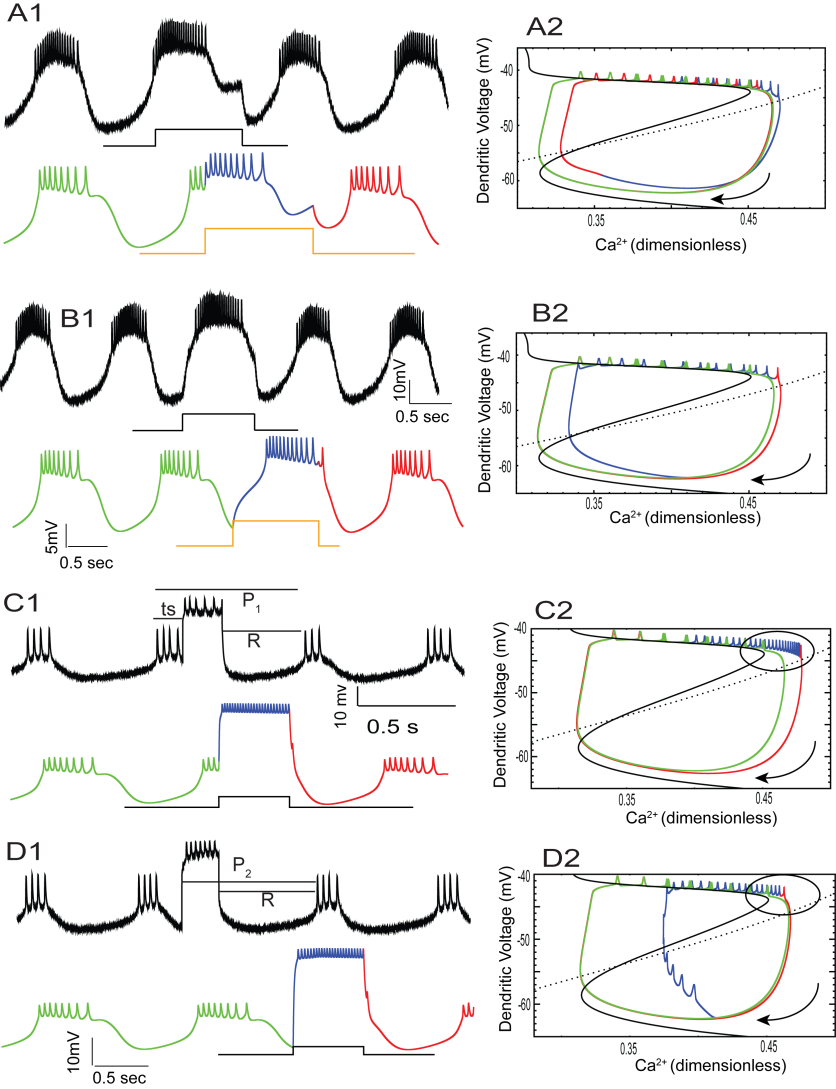 A1
A2
Dendritic Voltage (mV)
-40
-50
-60
0.35
0.45
Ca2+ (dimensionless)
B1
10mV
0.5 sec
5mV
0.5 sec
B2
Dendritic Voltage (mV)
-40
-50
-60
0.35
0.45
Ca2+ (dimensionless)
C1
P1
ts
R
10 mv
0.5 s
C2
Dendritic Voltage (mV)
-40
-50
-60
0.35
0.45
Ca2+ (dimensionless)
D1
P2
R
10mV
0.5 sec
D2
Dendritic Voltage (mV)
-40
-50
-60
0.35
0.45
Ca2+ (dimensionless)